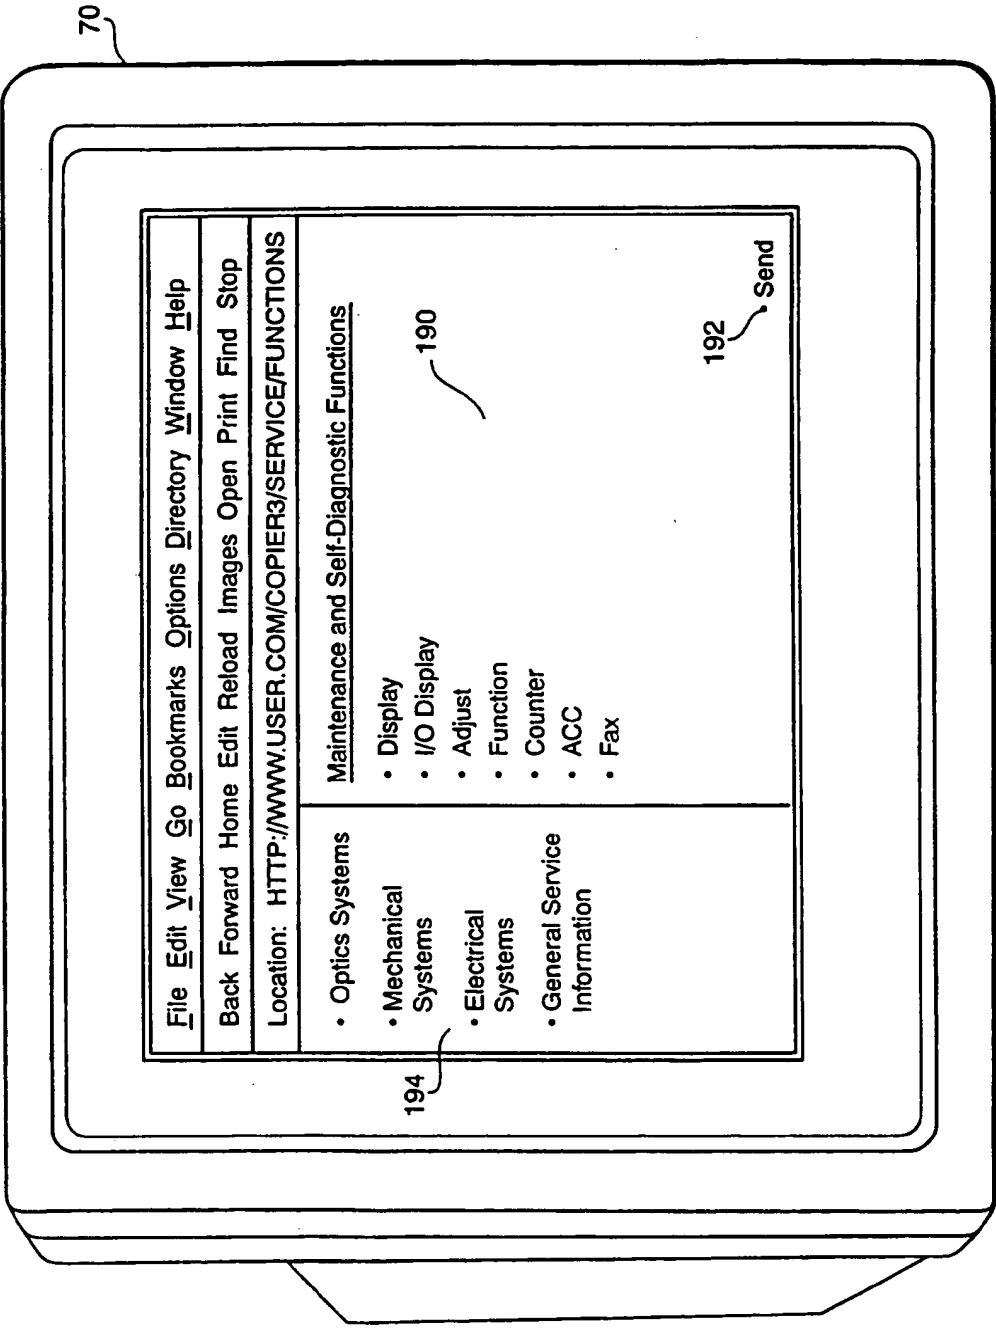 70
File Edit View Go Bookmarks Options Directory Window Help
Back Forward Home Edit Reload Images Open Print Find Stop
Location: HTTP://WWW.USER.COM/COPIER3/SERVICE/FUNCTIONS
• Optics Systems
• Mechanical
Systems
• Electrical
Systems
• General Service
Information
194
Maintenance and Self-Diagnostic Functions
• Display
• I/O Display
• Adjust
• Function
• Counter
• ACC
• Fax
190
192
• Send